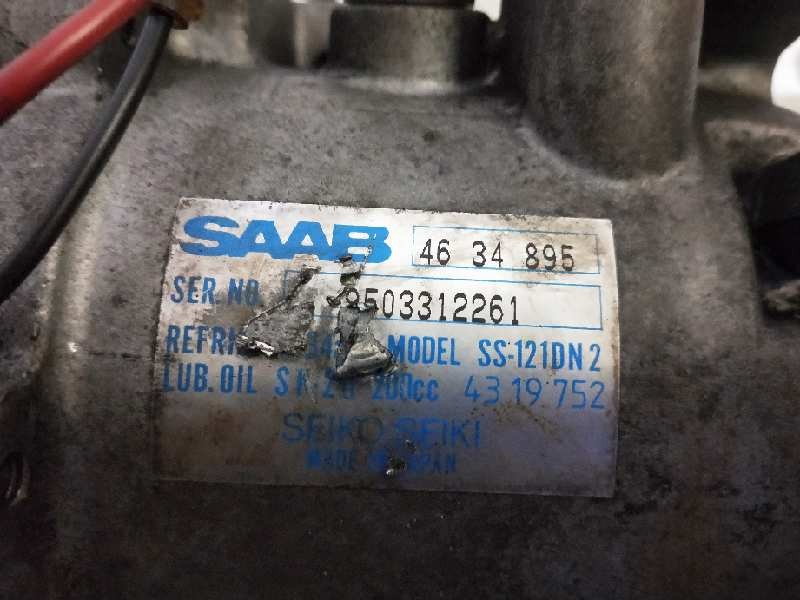 SAAB 46 34 895
SER. NO. 9503312261
MODEL SS-121DN2
LUB. OIL 200cc 43 19 752
SEIKO SEIKI
MADE IN JAPAN